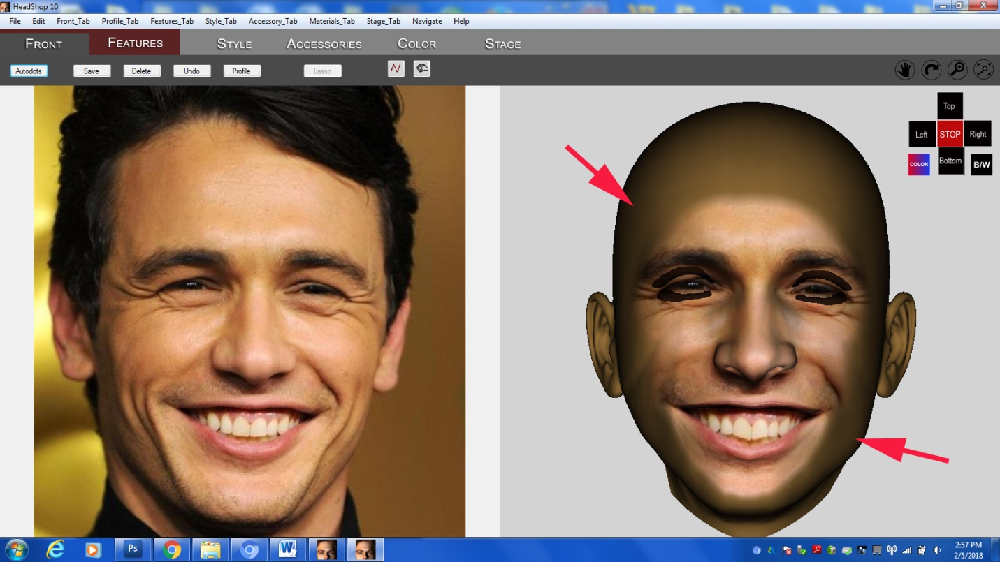 HeadShop 10
File Edit Front_Tab Profile_Tab Features_Tab Style_Tab Accessory_Tab Materials_Tab Stage_Tab Navigate Help
FRONT FEATURES STYLE ACCESSORIES COLOR STAGE
Autodots Save Delete Undo Profile Lasso
Top
Left STOP Right
COLOR Bottom B/W
Ps W
2:57 PM
2/5/2018